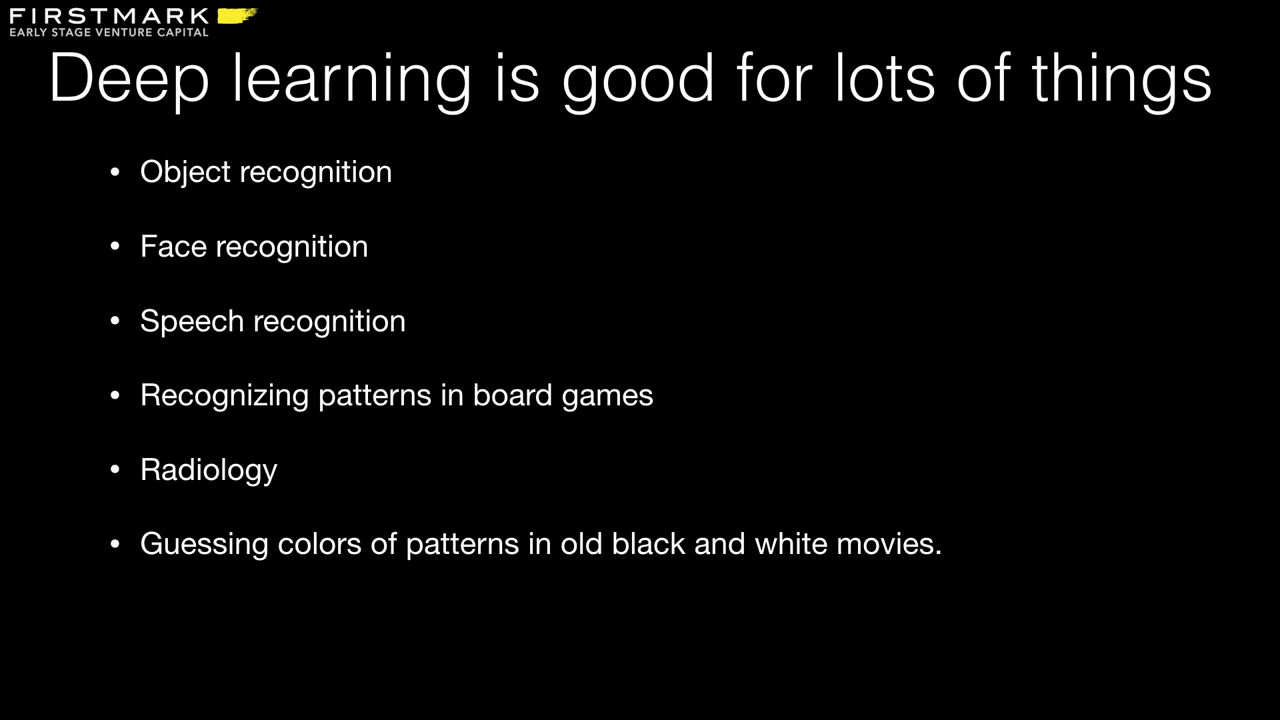 FIRSTMARK
EARLY STAGE VENTURE CAPITAL
Deep learning is good for lots of things
• Object recognition
• Face recognition
• Speech recognition
• Recognizing patterns in board games
• Radiology
• Guessing colors of patterns in old black and white movies.